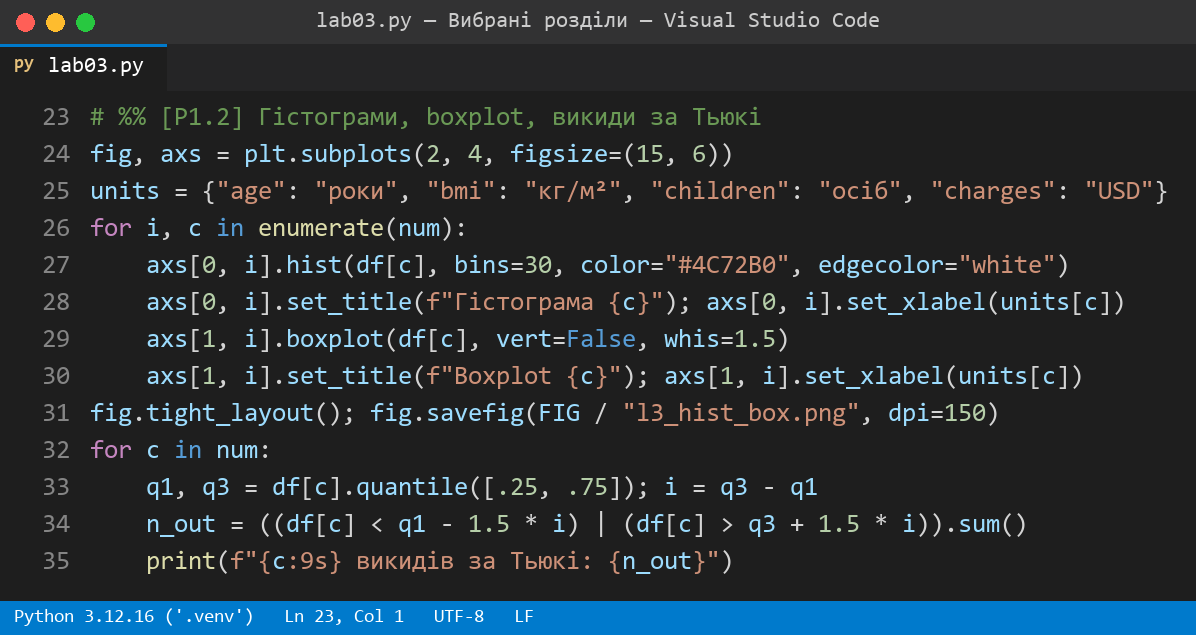 lab03.py — Вибрані розділи — Visual Studio Code
PY lab03.py
23 # %% [P1.2] Гістограми, boxplot, викиди за Тьюкі
24 fig, axs = plt.subplots(2, 4, figsize=(15, 6))
25 units = {"age": "роки", "bmi": "кг/м²", "children": "осіб", "charges": "USD"}
26 for i, c in enumerate(num):
27     axs[0, i].hist(df[c], bins=30, color="#4C72B0", edgecolor="white")
28     axs[0, i].set_title(f"Гістограма {c}"); axs[0, i].set_xlabel(units[c])
29     axs[1, i].boxplot(df[c], vert=False, whis=1.5)
30     axs[1, i].set_title(f"Boxplot {c}"); axs[1, i].set_xlabel(units[c])
31 fig.tight_layout(); fig.savefig(FIG / "l3_hist_box.png", dpi=150)
32 for c in num:
33     q1, q3 = df[c].quantile([.25, .75]); i = q3 - q1
34     n_out = ((df[c] < q1 - 1.5 * i) | (df[c] > q3 + 1.5 * i)).sum()
35     print(f"{c:9s} викидів за Тьюкі: {n_out}")
Python 3.12.16 ('.venv') Ln 23, Col 1 UTF-8 LF